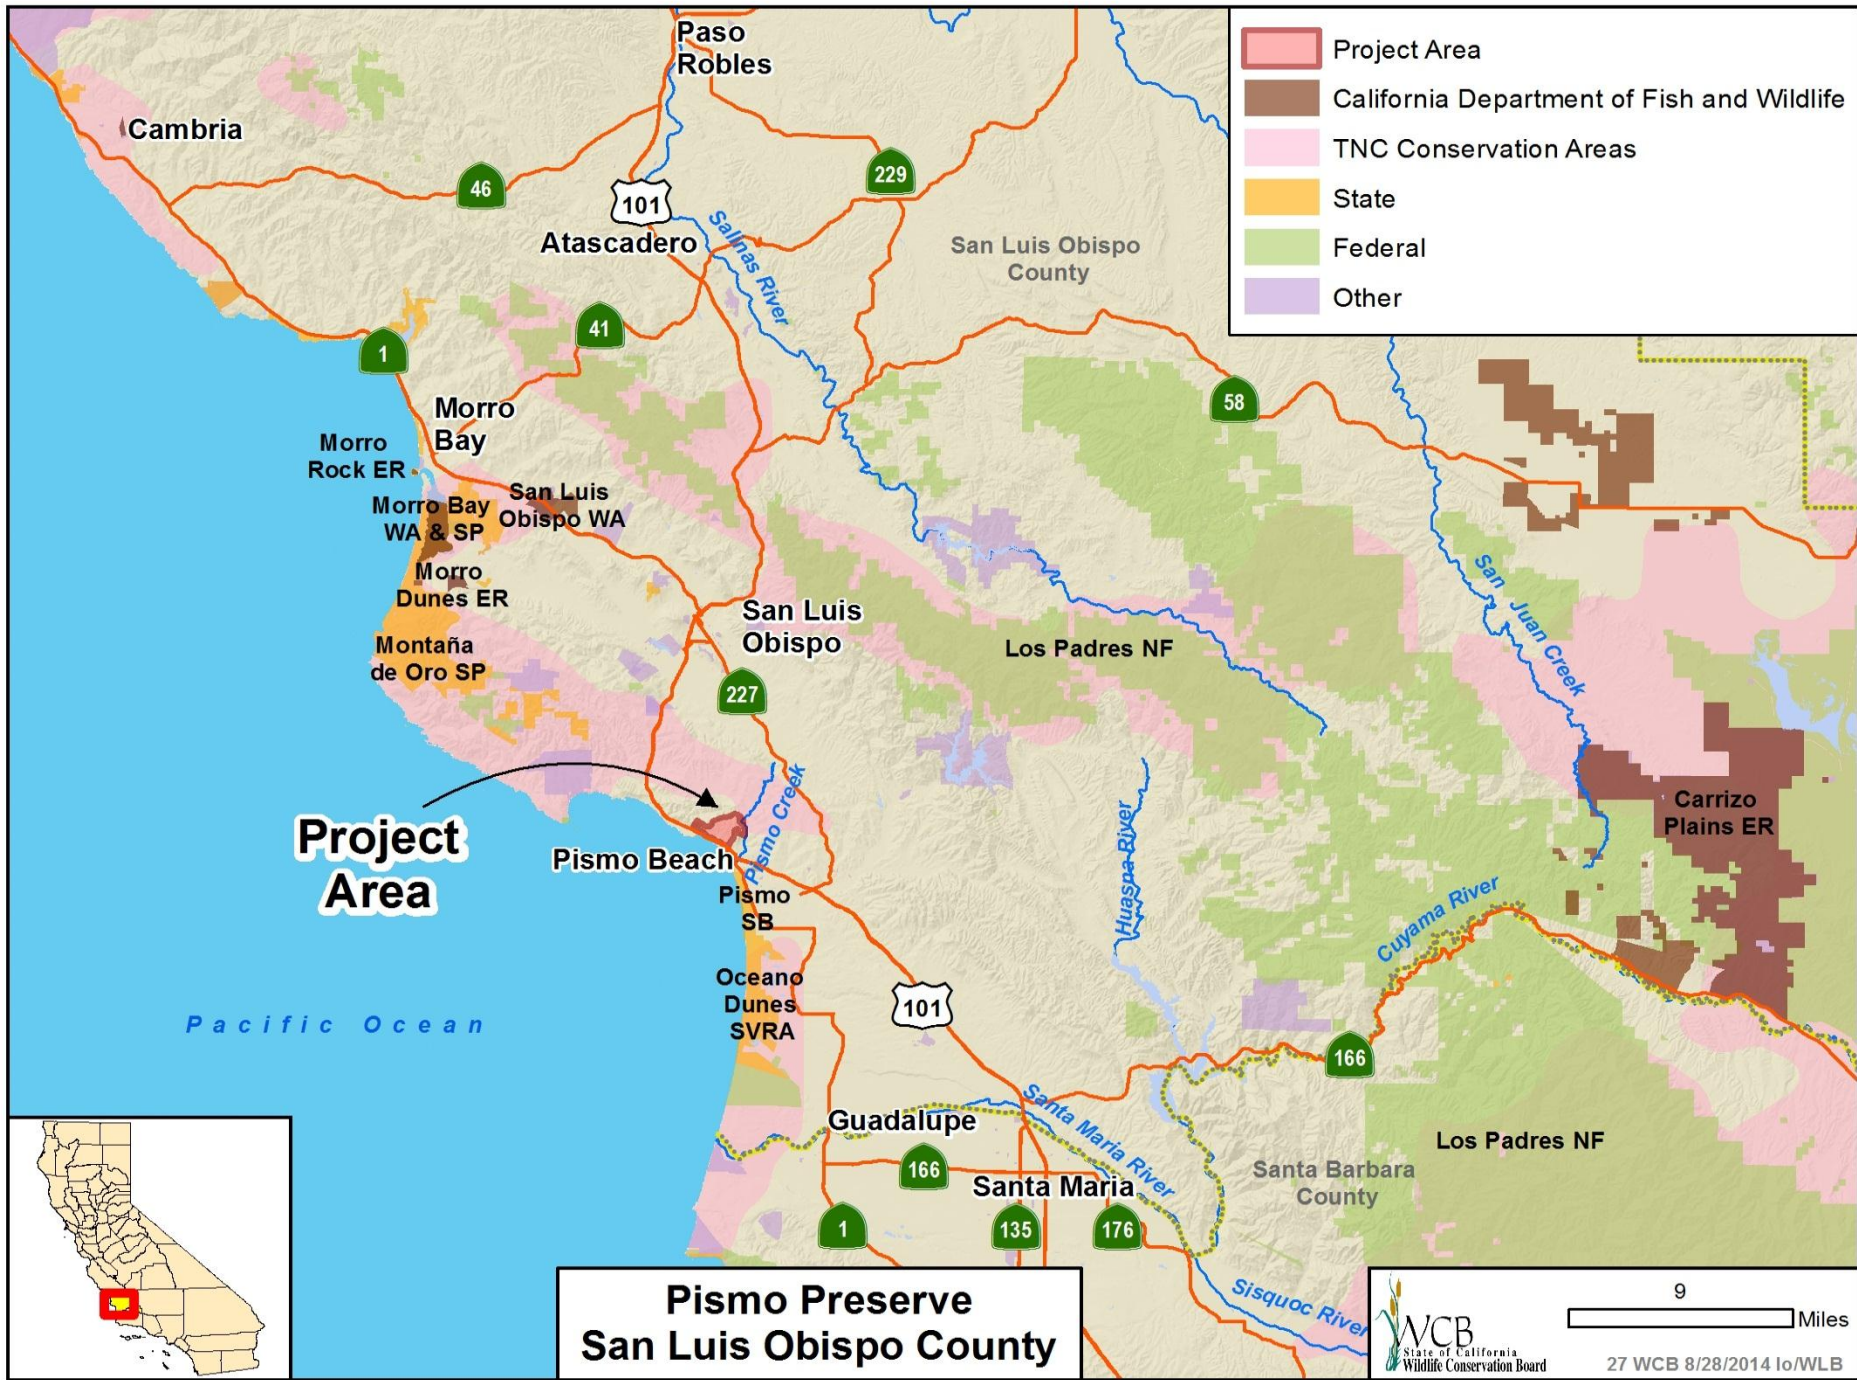 Paso
Robles
Project Area
California Department of Fish and Wildlife
TNC Conservation Areas
State
Federal
Other
Cambria
46
229
101
Atascadero
Salinas River
San Luis Obispo
County
41
1
58
Morro
Bay
Morro
Rock ER
Morro Bay
WA & SP
San Luis
Obispo WA
Morro
Dunes ER
San Luis
Obispo
Montaña
de Oro SP
Los Padres NF
San Juan Creek
227
Pismo Creek
Project
Area
Pismo Beach
Huaspa River
Carrizo
Plains ER
Pismo
SB
Cuyama River
Oceano
Dunes
SVRA
101
Pacific Ocean
166
Guadalupe
Santa Maria River
Los Padres NF
166
Santa Maria
Santa Barbara
County
1
135
176
Sisquoc River
Pismo Preserve
San Luis Obispo County
WCB
State of California
Wildlife Conservation Board
9
Miles
27 WCB 8/28/2014 lo/WLB